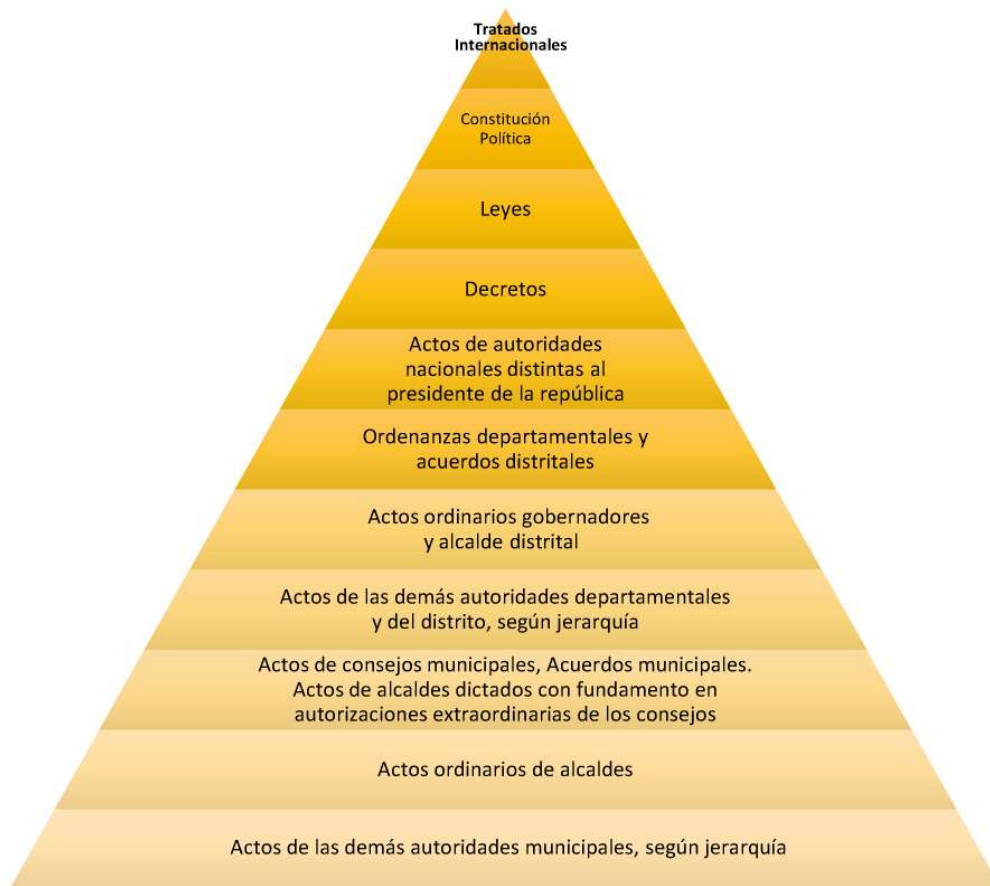 Tratados
Internacionales
Constitución
Política
Leyes
Decretos
Actos de autoridades
nacionales distintas al
presidente de la república
Ordenanzas departamentales y
acuerdos distritales
Actos ordinarios gobernadores
y alcalde distrital
Actos de las demás autoridades departamentales
y del distrito, según jerarquía
Actos de consejos municipales, Acuerdos municipales.
Actos de alcaldes dictados con fundamento en
autorizaciones extraordinarias de los consejos
Actos ordinarios de alcaldes
Actos de las demás autoridades municipales, según jerarquía